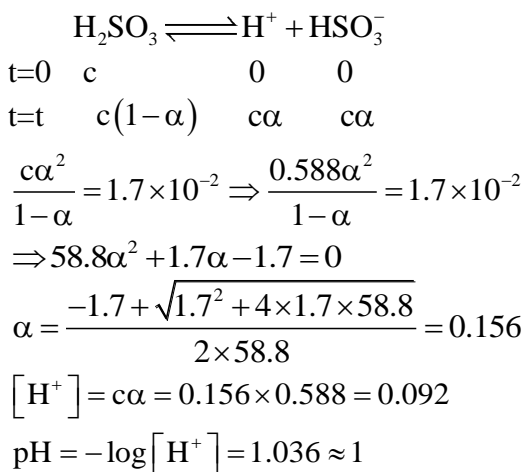 H₂SO₃ ⇌ H⁺ + HSO₃⁻
t=0 c 0 0
t=t c(1−α) cα cα
cα²/(1−α) = 1.7×10⁻² ⇒ 0.588α²/(1−α) = 1.7×10⁻²
⇒58.8α² +1.7α−1.7 = 0
α = (−1.7 + √(1.7² + 4×1.7×58.8))/(2×58.8) = 0.156
[H⁺] = cα = 0.156×0.588 = 0.092
pH = −log[H⁺] = 1.036 ≈ 1